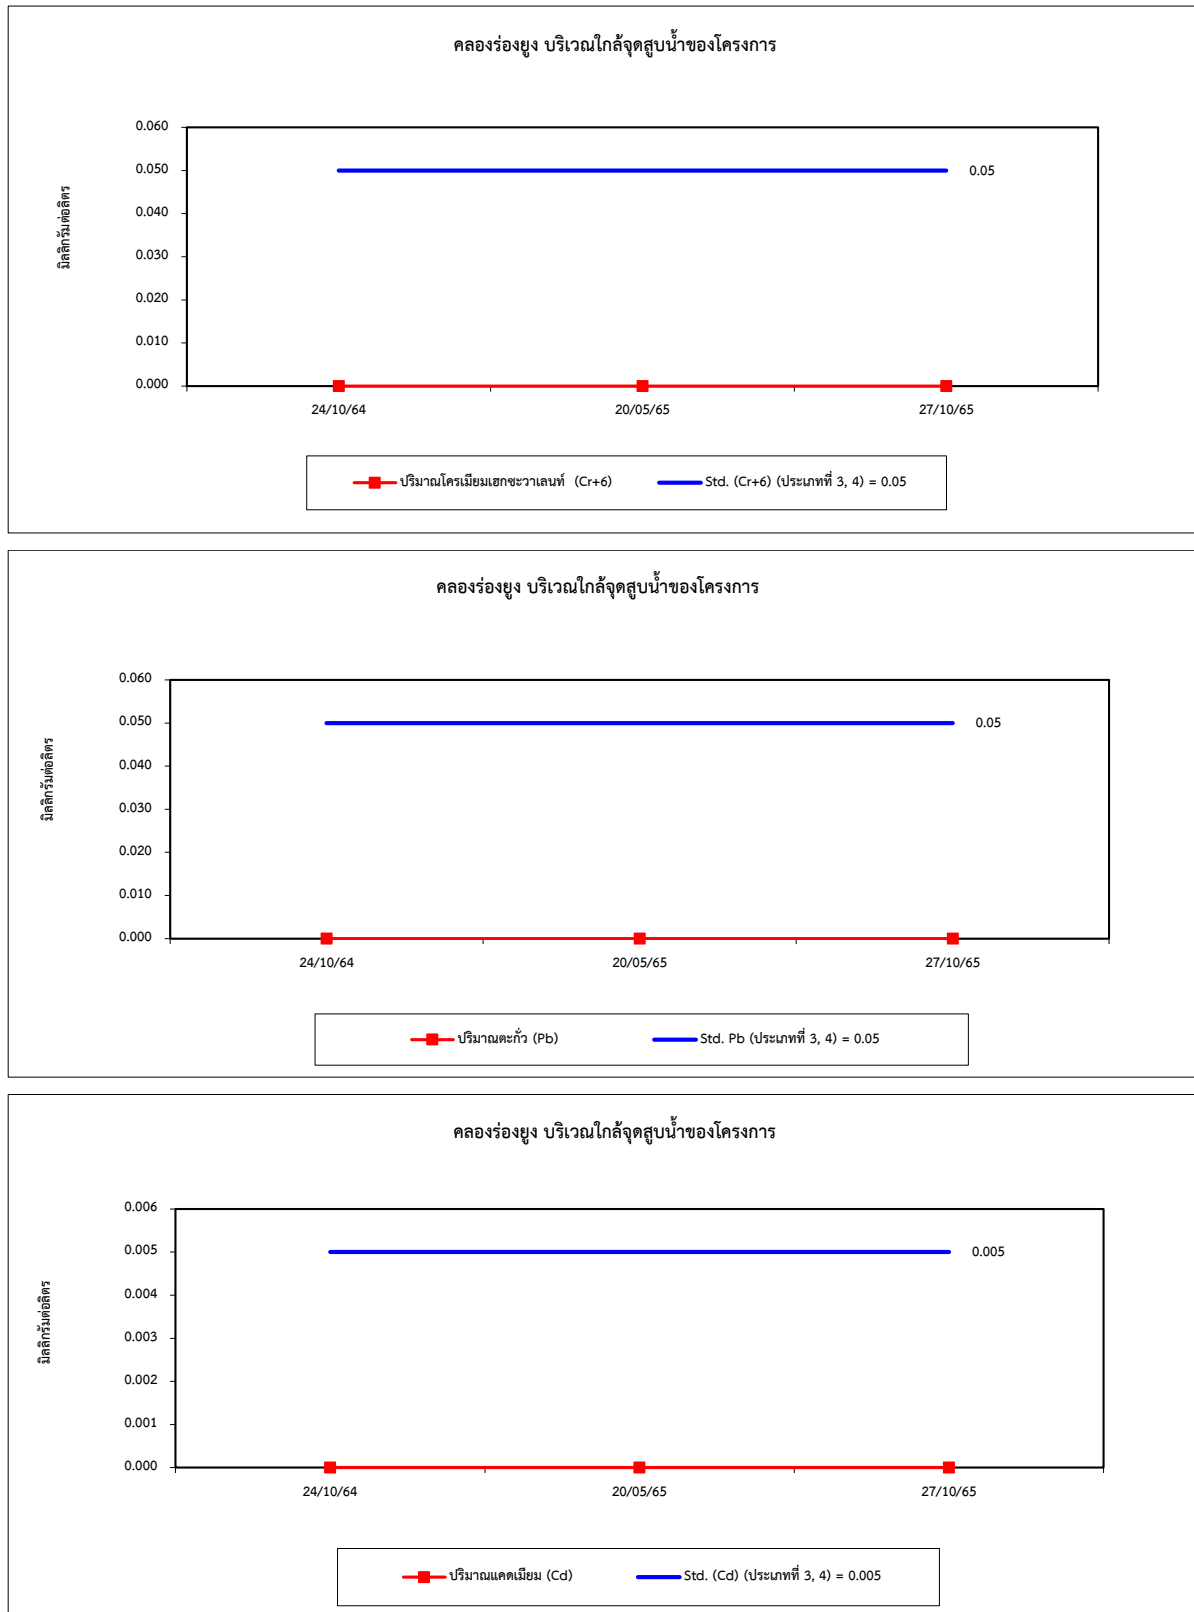 คลองร่องยูง บริเวณใกล้จุดสูบน้ำของโครงการ
มิลลิกรัมต่อลิตร
0.060
0.050
0.040
0.030
0.020
0.010
0.000
0.05
24/10/64 20/05/65 27/10/65
ปริมาณโครเมียมเฮกซะวาเลนท์ (Cr+6) Std. (Cr+6) (ประเภทที่ 3, 4) = 0.05
คลองร่องยูง บริเวณใกล้จุดสูบน้ำของโครงการ
มิลลิกรัมต่อลิตร
0.060
0.050
0.040
0.030
0.020
0.010
0.000
0.05
24/10/64 20/05/65 27/10/65
ปริมาณตะกั่ว (Pb) Std. Pb (ประเภทที่ 3, 4) = 0.05
คลองร่องยูง บริเวณใกล้จุดสูบน้ำของโครงการ
มิลลิกรัมต่อลิตร
0.006
0.005
0.004
0.003
0.002
0.001
0.000
0.005
24/10/64 20/05/65 27/10/65
ปริมาณแคดเมียม (Cd) Std. (Cd) (ประเภทที่ 3, 4) = 0.005